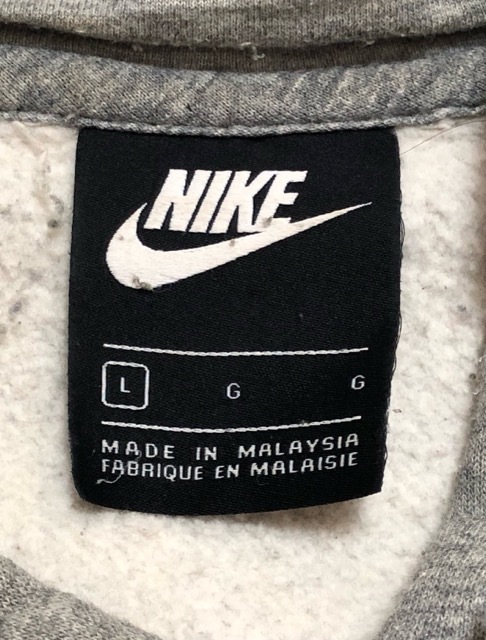 NIKE
L G G
MADE IN MALAYSIA
FABRIQUE EN MALAISIE